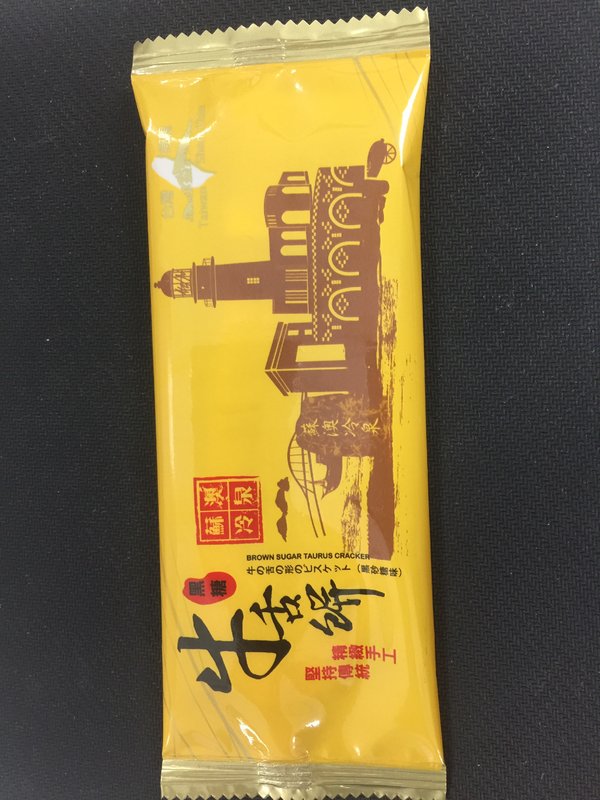 台灣
蘇澳冷泉
蘇澳
冷泉
BROWN SUGAR TAURUS CRACKER
牛の舌の形のビスケット（黒砂糖味）
黑糖
牛舌餅
精緻手工
堅持傳統